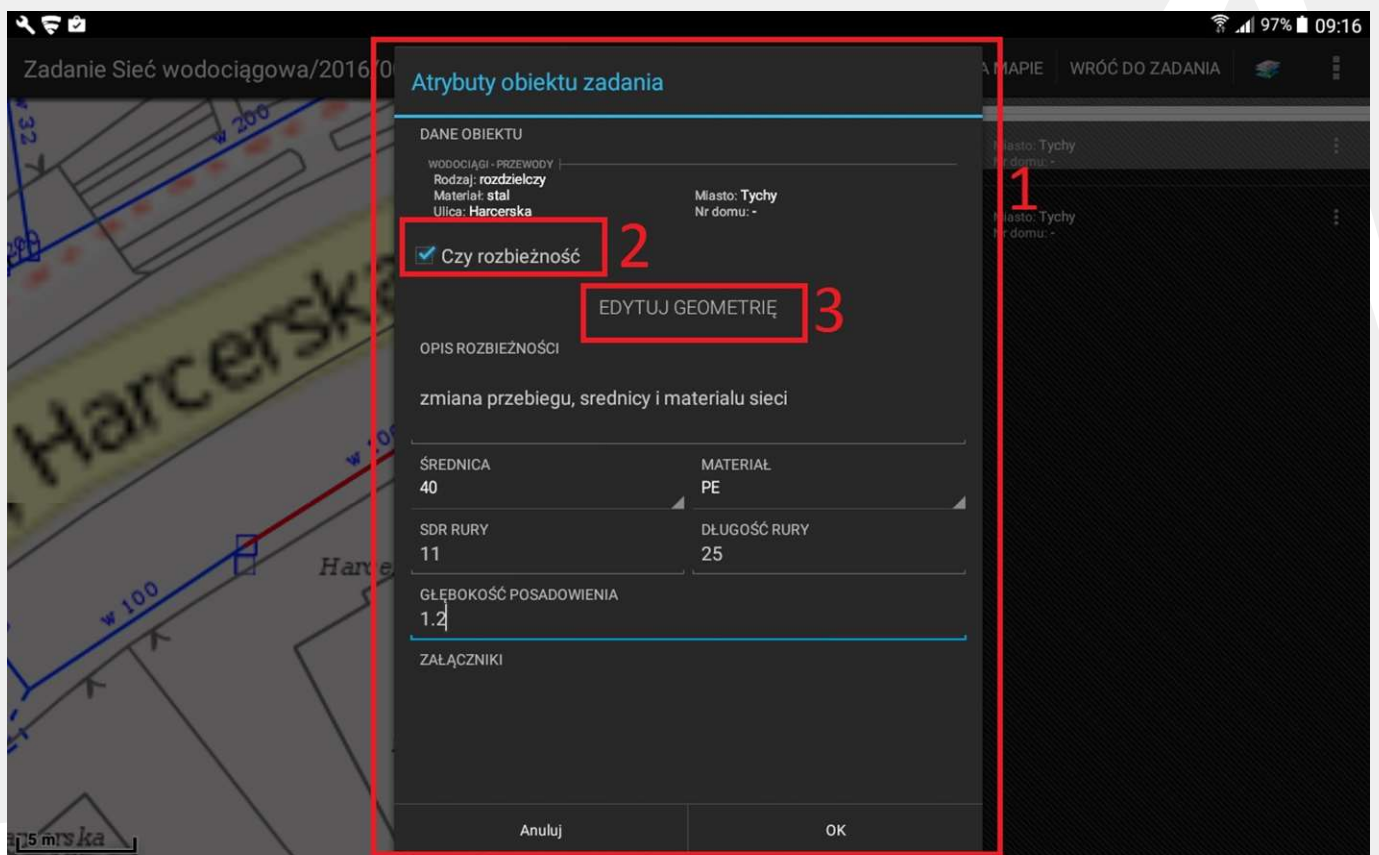 97% 09:16
Zadanie Sieć wodociągowa/2016/0
A MAPIE WRÓĆ DO ZADANIA
Atrybuty obiektu zadania
DANE OBIEKTU
WODOCIĄGI - PRZEWODY
Rodzaj: rozdzielczy
Materiał: stal Miasto: Tychy
Ulica: Harcerska Nr domu: -
Czy rozbieżność
2
EDYTUJ GEOMETRIĘ
3
OPIS ROZBIEŻNOŚCI
zmiana przebiegu, srednicy i materialu sieci
ŚREDNICA MATERIAŁ
40 PE
SDR RURY DŁUGOŚĆ RURY
11 25
GŁĘBOKOŚĆ POSADOWIENIA
1.2
ZAŁĄCZNIKI
Anuluj OK
Miasto: Tychy
Nr domu: -
1
Miasto: Tychy
Nr domu: -
w 32
w 200
Harcerska
w 100
5 m